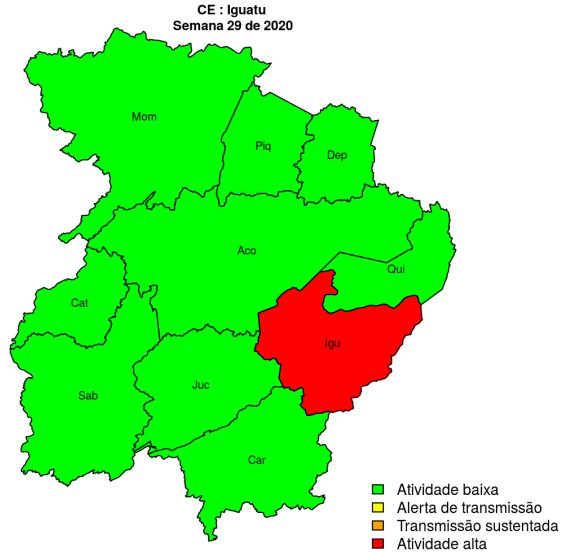 CE : Iguatu
Semana 29 de 2020
Mom
Piq
Dep
Aco
Qui
Cat
Igu
Sab
Juc
Car
Atividade baixa
Alerta de transmissão
Transmissão sustentada
Atividade alta